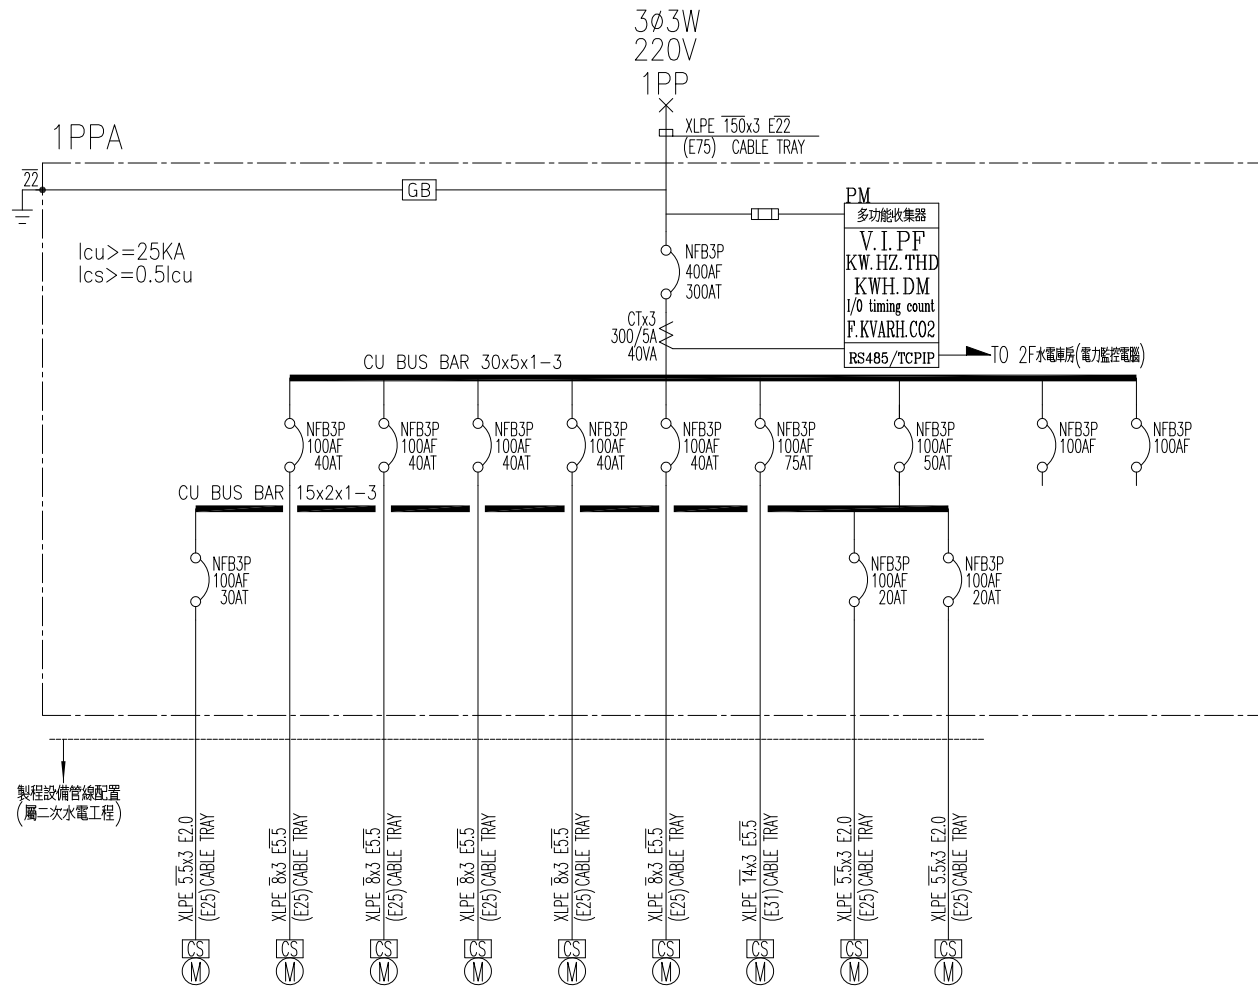 3ø3W
220V
1PP
XLPE 150x3 E22
(E75) CABLE TRAY
1PPA
22
GB
Icu>=25KA
Ics>=0.5Icu
PM
多功能收集器
V.I.PF
KW.HZ.THD
KWH.DM
I/O timing count
F.KVARH.CO2
RS485/TCPIP
NFB3P
400AF
300AT
CTx3
300/5A
40VA
TO 2F水電庫房(電力監控電腦)
CU BUS BAR 30x5x1-3
NFB3P
100AF
40AT
NFB3P
100AF
40AT
NFB3P
100AF
40AT
NFB3P
100AF
40AT
NFB3P
100AF
40AT
NFB3P
100AF
75AT
NFB3P
100AF
50AT
NFB3P
100AF
NFB3P
100AF
CU BUS BAR 15x2x1-3
NFB3P
100AF
30AT
NFB3P
100AF
20AT
NFB3P
100AF
20AT
製程設備管線配置
(屬二次水電工程)
XLPE 5.5x3 E2.0
(E25)CABLE TRAY
XLPE 8x3 E5.5
(E25)CABLE TRAY
XLPE 8x3 E5.5
(E25)CABLE TRAY
XLPE 8x3 E5.5
(E25)CABLE TRAY
XLPE 8x3 E5.5
(E25)CABLE TRAY
XLPE 8x3 E5.5
(E25)CABLE TRAY
XLPE 14x3 E5.5
(E31)CABLE TRAY
XLPE 5.5x3 E2.0
(E25)CABLE TRAY
XLPE 5.5x3 E2.0
(E25)CABLE TRAY
CS CS CS CS CS CS CS CS CS
M M M M M M M M M